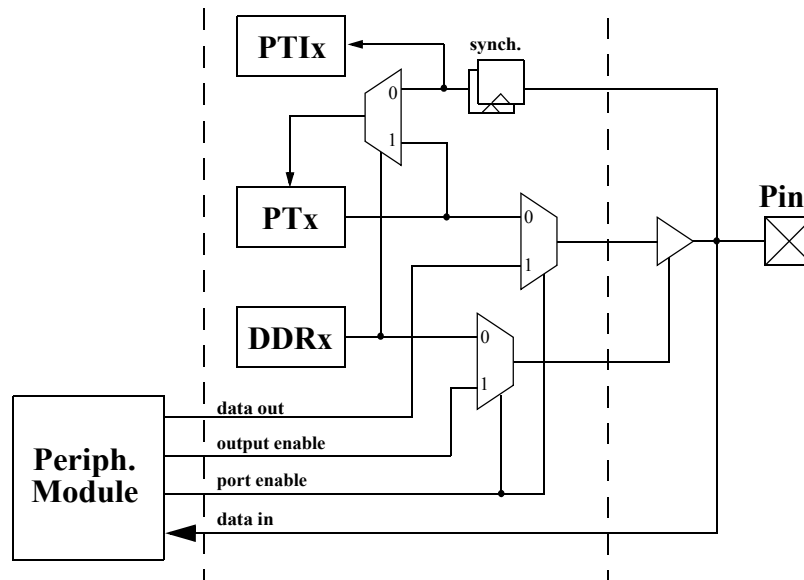 PTIx
synch.
0
1
PTx
Pin
0
1
DDRx
0
1
data out
Periph.
Module
output enable
port enable
data in